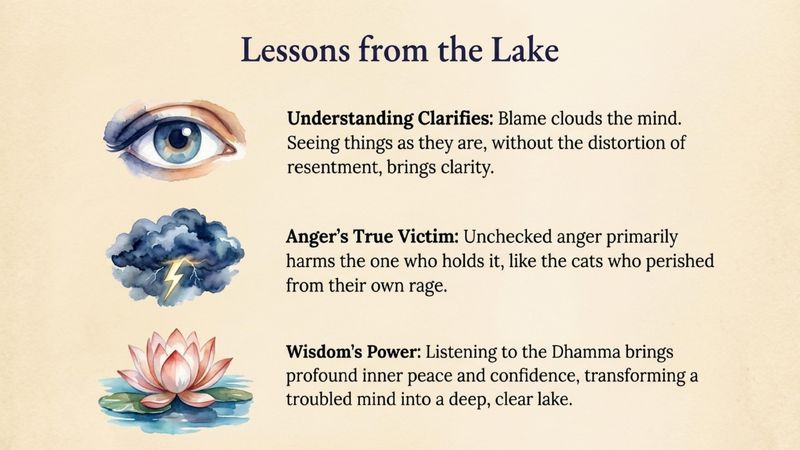 Lessons from the Lake
Understanding Clarifies: Blame clouds the mind.
Seeing things as they are, without the distortion of
resentment, brings clarity.
Anger’s True Victim: Unchecked anger primarily
harms the one who holds it, like the cats who perished
from their own rage.
Wisdom’s Power: Listening to the Dhamma brings
profound inner peace and confidence, transforming a
troubled mind into a deep, clear lake.